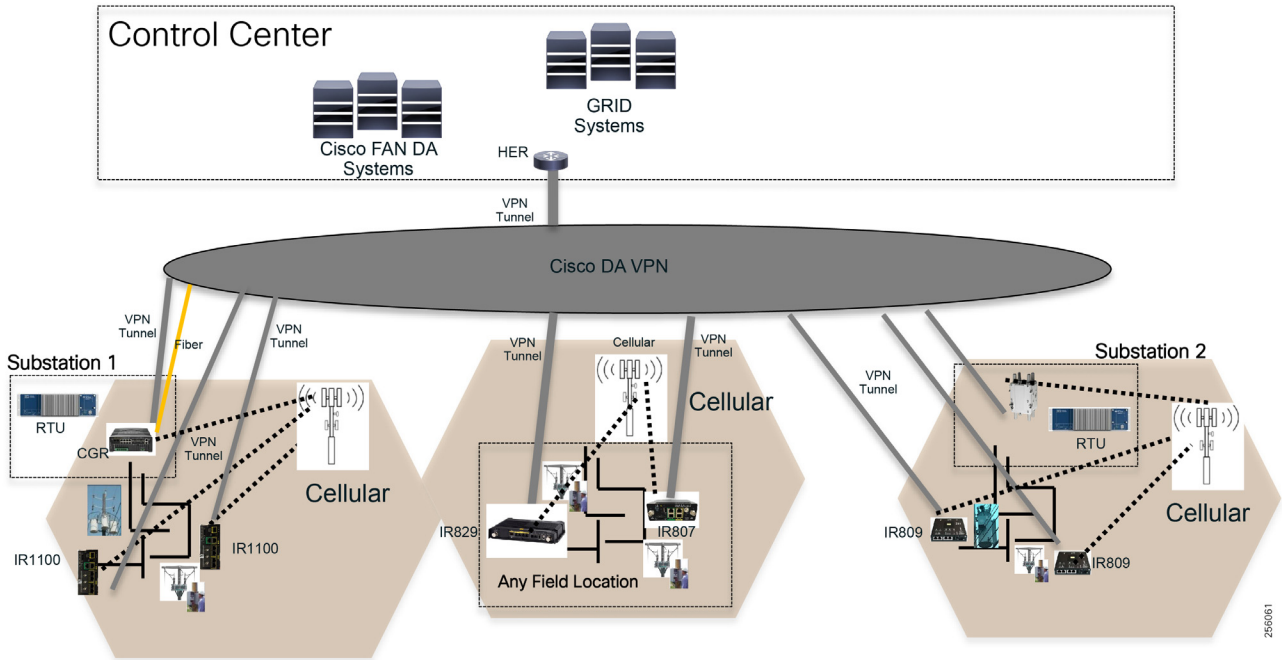 Control Center
GRID
Systems
Cisco FAN DA
Systems
HER
VPN
Tunnel
Cisco DA VPN
VPN
Tunnel
Fiber
VPN
Tunnel
VPN
Tunnel
Cellular
VPN
Tunnel
VPN
Tunnel
Substation 1
RTU
CGR
VPN
Tunnel
Cellular
IR1100
IR1100
Cellular
IR829
IR807
Any Field Location
Substation 2
RTU
Cellular
IR809
IR809
256061